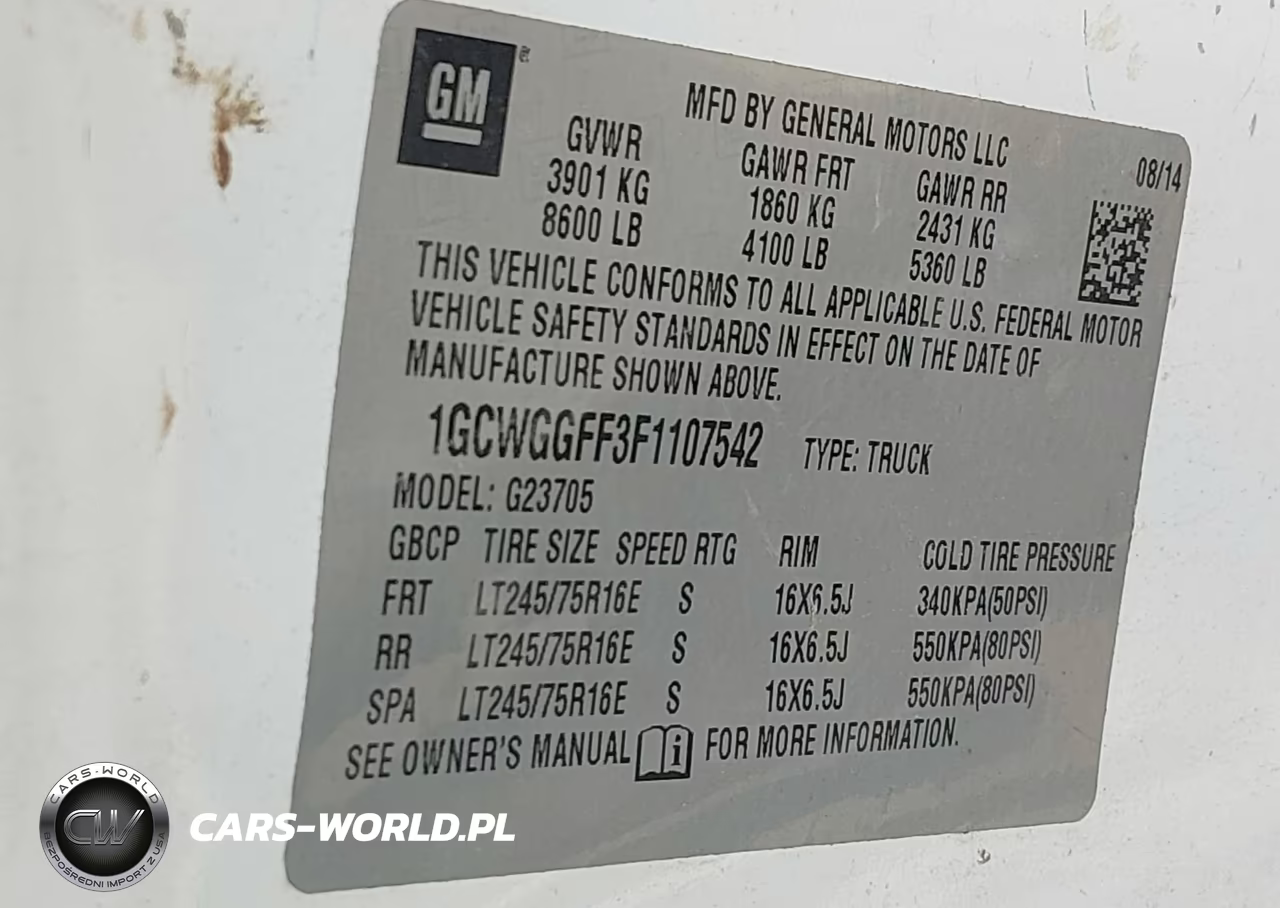 GM ®
MFD BY GENERAL MOTORS LLC
08/14
GVWR GAWR FRT GAWR RR
3901 KG 1860 KG 2431 KG
8600 LB 4100 LB 5360 LB
THIS VEHICLE CONFORMS TO ALL APPLICABLE U.S. FEDERAL MOTOR
VEHICLE SAFETY STANDARDS IN EFFECT ON THE DATE OF
MANUFACTURE SHOWN ABOVE.
1GCWGGFF3F1107542 TYPE: TRUCK
MODEL: G23705
GBCP TIRE SIZE SPEED RTG RIM COLD TIRE PRESSURE
FRT LT245/75R16E S 16X6.5J 340KPA(50PSI)
RR LT245/75R16E S 16X6.5J 550KPA(80PSI)
SPA LT245/75R16E S 16X6.5J 550KPA(80PSI)
SEE OWNER'S MANUAL i FOR MORE INFORMATION.
CARS-WORLD
CW
BEZPOŚREDNI IMPORT Z USA
CARS-WORLD.PL